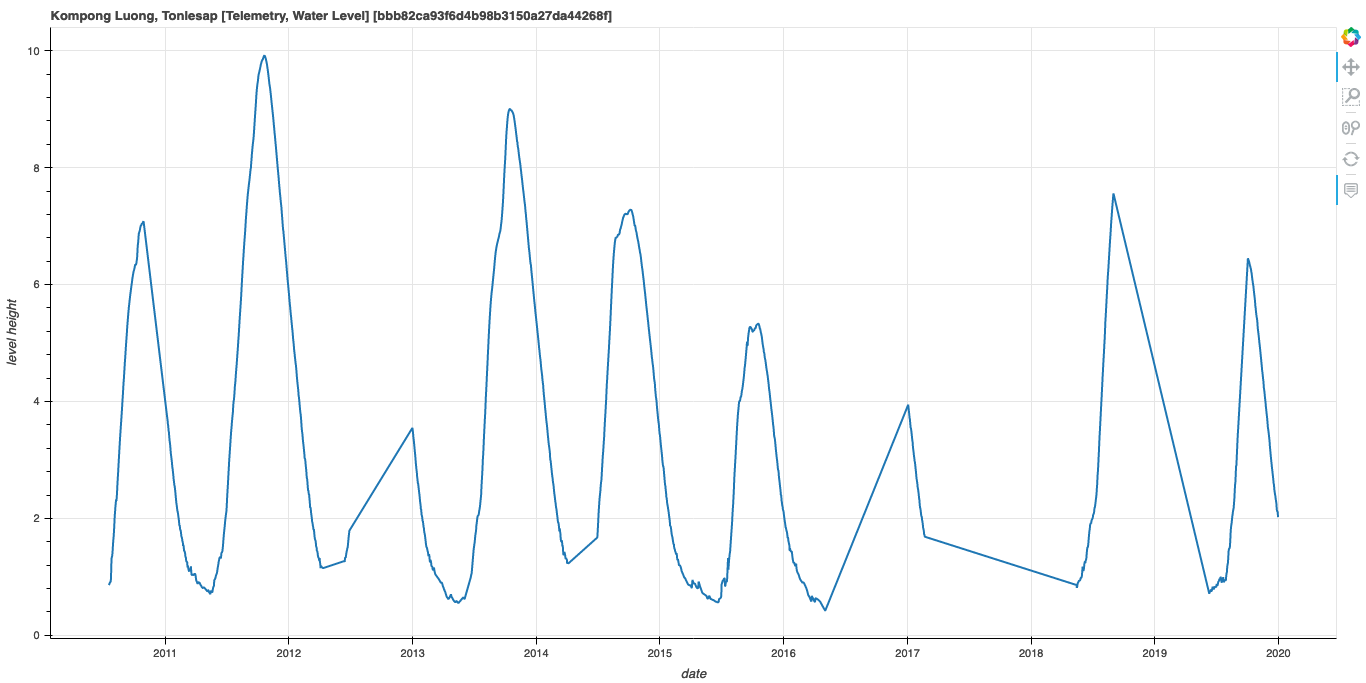 Kompong Luong, Tonlesap [Telemetry, Water Level] [bbb82ca93f6d4b98b3150a27da44268f]
10
8
6
4
2
0
level height
2011 2012 2013 2014 2015 2016 2017 2018 2019 2020
date